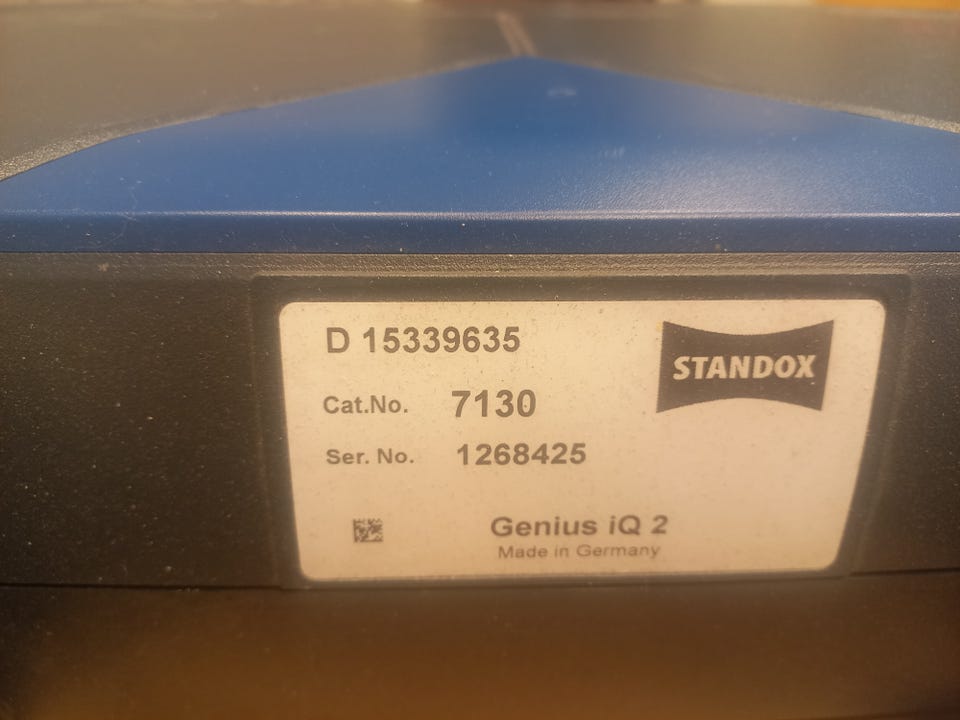 D 15339635
STANDOX
Cat.No. 7130
Ser. No. 1268425
Genius iQ 2
Made in Germany